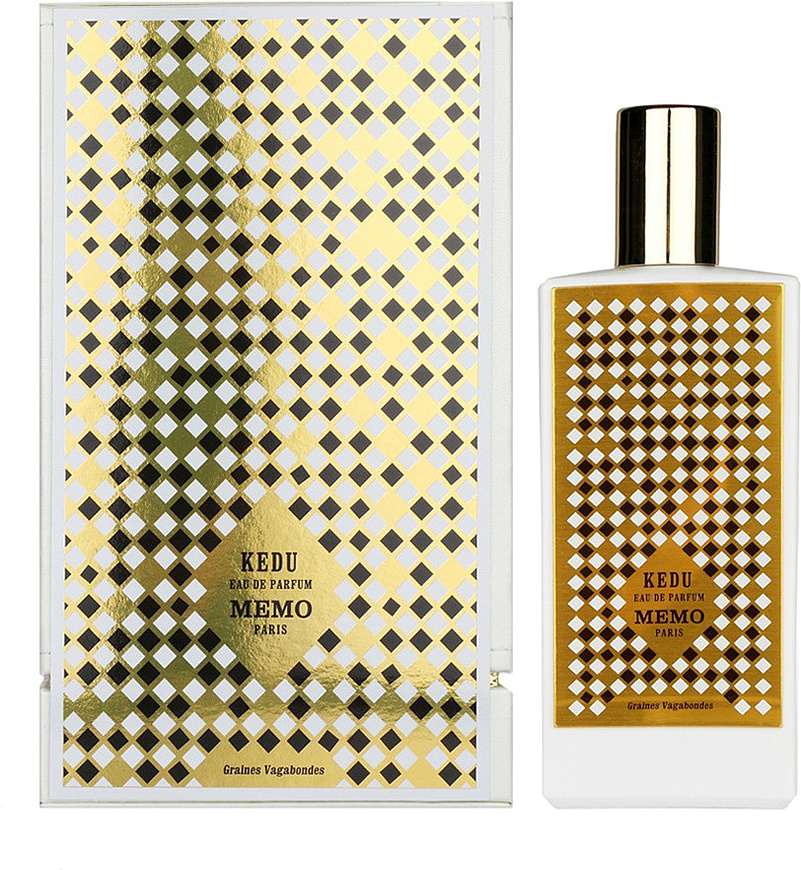 KEDU
EAU DE PARFUM
MEMO
PARIS
Graines Vagabondes
KEDU
EAU DE PARFUM
MEMO
PARIS
Graines Vagabondes